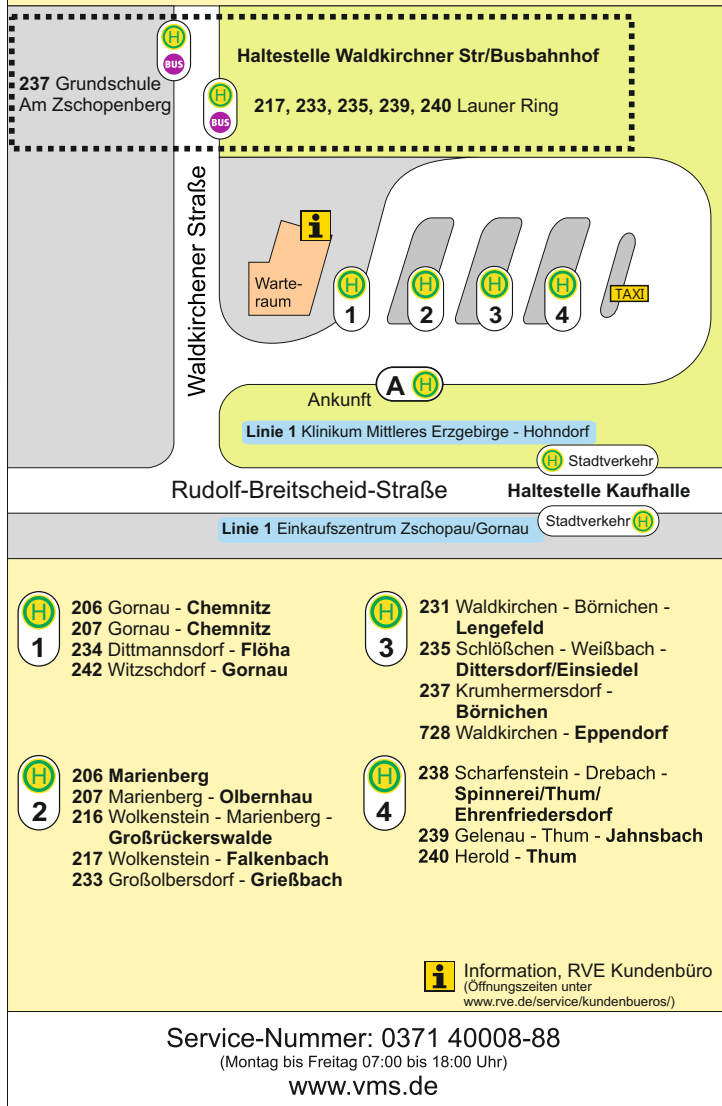 H
BUS
237 Grundschule
Am Zschopenberg
Haltestelle Waldkirchner Str/Busbahnhof
H
BUS
217, 233, 235, 239, 240 Launer Ring
Waldkirchener Straße
i
Warte-
raum
H
1
H
2
H
3
H
4
TAXI
Ankunft
A H
Linie 1 Klinikum Mittleres Erzgebirge - Hohndorf
H Stadtverkehr
Rudolf-Breitscheid-Straße
Haltestelle Kaufhalle
Linie 1 Einkaufszentrum Zschopau/Gornau
Stadtverkehr H
H
1
206 Gornau - Chemnitz
207 Gornau - Chemnitz
234 Dittmannsdorf - Flöha
242 Witzschdorf - Gornau
H
2
206 Marienberg
207 Marienberg - Olbernhau
216 Wolkenstein - Marienberg -
Großrückerswalde
217 Wolkenstein - Falkenbach
233 Großolbersdorf - Grießbach
H
3
231 Waldkirchen - Börnichen -
Lengefeld
235 Schlößchen - Weißbach -
Dittersdorf/Einsiedel
237 Krumhermersdorf -
Börnichen
728 Waldkirchen - Eppendorf
H
4
238 Scharfenstein - Drebach -
Spinnerei/Thum/
Ehrenfriedersdorf
239 Gelenau - Thum - Jahnsbach
240 Herold - Thum
i
Information, RVE Kundenbüro
(Öffnungszeiten unter
www.rve.de/service/kundenbueros/)
Service-Nummer: 0371 40008-88
(Montag bis Freitag 07:00 bis 18:00 Uhr)
www.vms.de